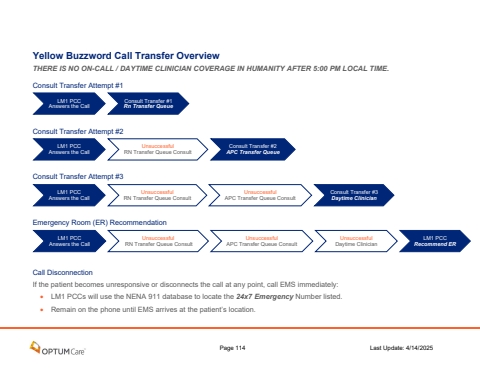 Yellow Buzzword Call Transfer Overview
THERE IS NO ON-CALL / DAYTIME CLINICIAN COVERAGE IN HUMANITY AFTER 5:00 PM LOCAL TIME.
Consult Transfer Attempt #1
LM1 PCC
Answers the Call
Consult Transfer #1
Rn Transfer Queue
Consult Transfer Attempt #2
LM1 PCC
Answers the Call
Unsuccessful
RN Transfer Queue Consult
Consult Transfer #2
APC Transfer Queue
Consult Transfer Attempt #3
LM1 PCC
Answers the Call
Unsuccessful
RN Transfer Queue Consult
Unsuccessful
APC Transfer Queue Consult
Consult Transfer #3
Daytime Clinician
Emergency Room (ER) Recommendation
LM1 PCC
Answers the Call
Unsuccessful
RN Transfer Queue Consult
Unsuccessful
APC Transfer Queue Consult
Unsuccessful
Daytime Clinician
LM1 PCC
Recommend ER
Call Disconnection
If the patient becomes unresponsive or disconnects the call at any point, call EMS immediately:
• LM1 PCCs will use the NENA 911 database to locate the 24x7 Emergency Number listed.
• Remain on the phone until EMS arrives at the patient's location.
OPTUMCare
Page 114
Last Update: 4/14/2025